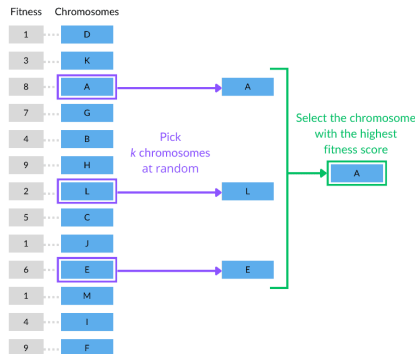 Fitness Chromosomes
1 D
3 K
8 A A
7 G
4 B
9 H
2 L L
5 C
1 J
6 E E
1 M
4 I
9 F
Pick
k chromosomes
at random
Select the chromosome
with the highest
fitness score
A